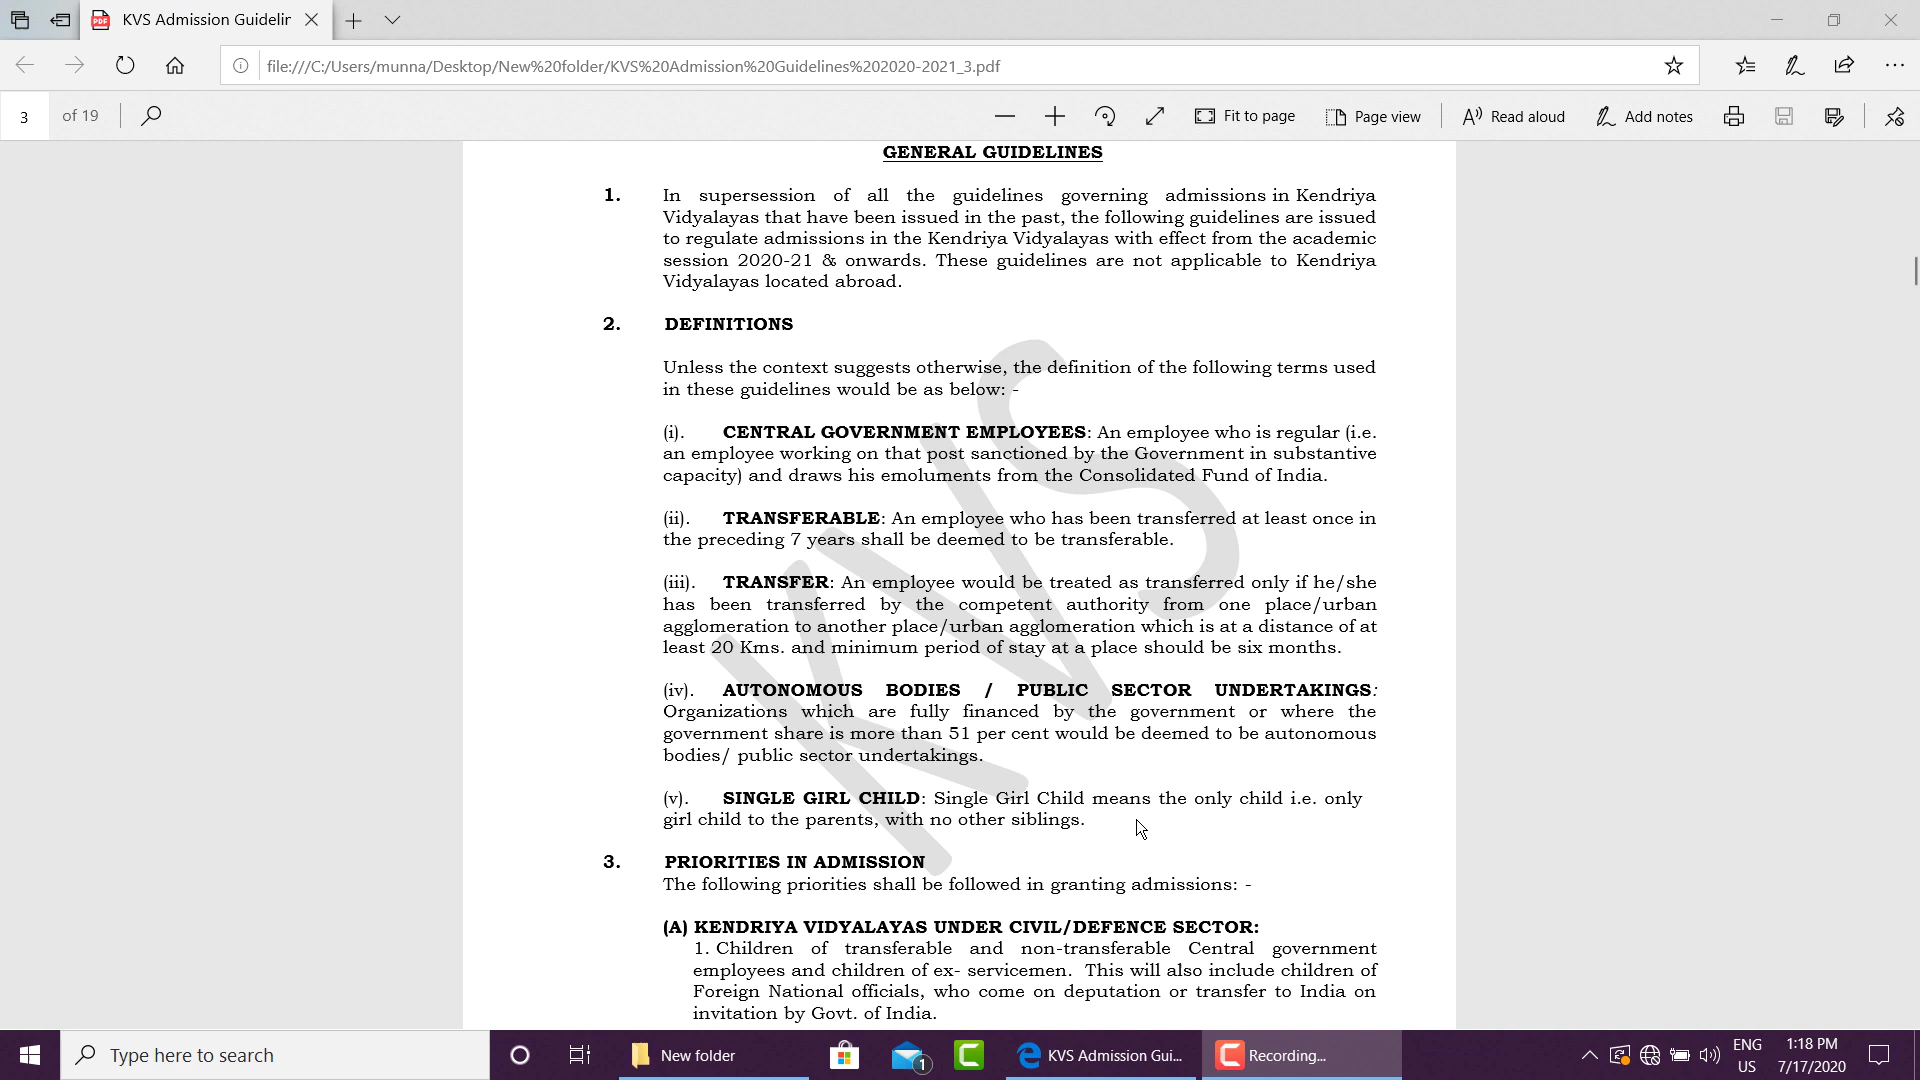 KVS Admission Guidelir
file:///C:/Users/munna/Desktop/New%20folder/KVS%20Admission%20Guidelines%202020-2021_3.pdf
3 of 19 Fit to page Page view Read aloud Add notes
GENERAL GUIDELINES
1. In supersession of all the guidelines governing admissions in Kendriya
Vidyalayas that have been issued in the past, the following guidelines are issued
to regulate admissions in the Kendriya Vidyalayas with effect from the academic
session 2020-21 & onwards. These guidelines are not applicable to Kendriya
Vidyalayas located abroad.
2. DEFINITIONS
Unless the context suggests otherwise, the definition of the following terms used
in these guidelines would be as below: -
(i). CENTRAL GOVERNMENT EMPLOYEES: An employee who is regular (i.e.
an employee working on that post sanctioned by the Government in substantive
capacity) and draws his emoluments from the Consolidated Fund of India.
(ii). TRANSFERABLE: An employee who has been transferred at least once in
the preceding 7 years shall be deemed to be transferable.
(iii). TRANSFER: An employee would be treated as transferred only if he/she
has been transferred by the competent authority from one place/urban
agglomeration to another place/urban agglomeration which is at a distance of at
least 20 Kms. and minimum period of stay at a place should be six months.
(iv). AUTONOMOUS BODIES / PUBLIC SECTOR UNDERTAKINGS:
Organizations which are fully financed by the government or where the
government share is more than 51 per cent would be deemed to be autonomous
bodies/ public sector undertakings.
(v). SINGLE GIRL CHILD: Single Girl Child means the only child i.e. only
girl child to the parents, with no other siblings.
3. PRIORITIES IN ADMISSION
The following priorities shall be followed in granting admissions: -
(A) KENDRIYA VIDYALAYAS UNDER CIVIL/DEFENCE SECTOR:
1. Children of transferable and non-transferable Central government
employees and children of ex- servicemen. This will also include children of
Foreign National officials, who come on deputation or transfer to India on
invitation by Govt. of India.
KVS
Type here to search New folder 1 KVS Admission Gui... Recording... ENG 1:18 PM
US 7/17/2020